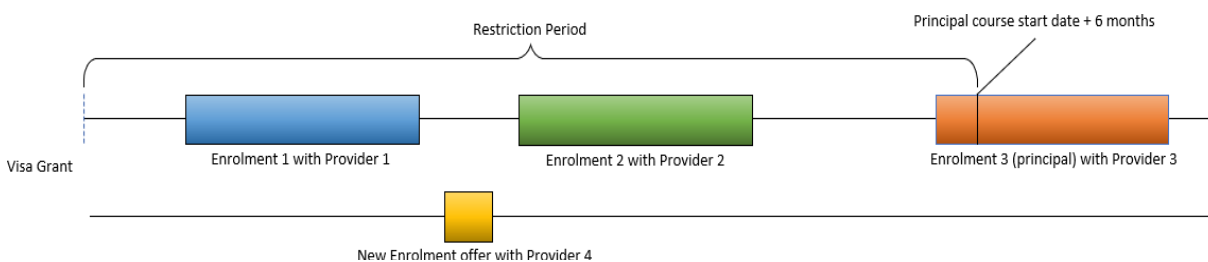 Principal course start date + 6 months
Restriction Period
Enrolment 1 with Provider 1
Enrolment 2 with Provider 2
Enrolment 3 (principal) with Provider 3
Visa Grant
New Enrolment offer with Provider 4